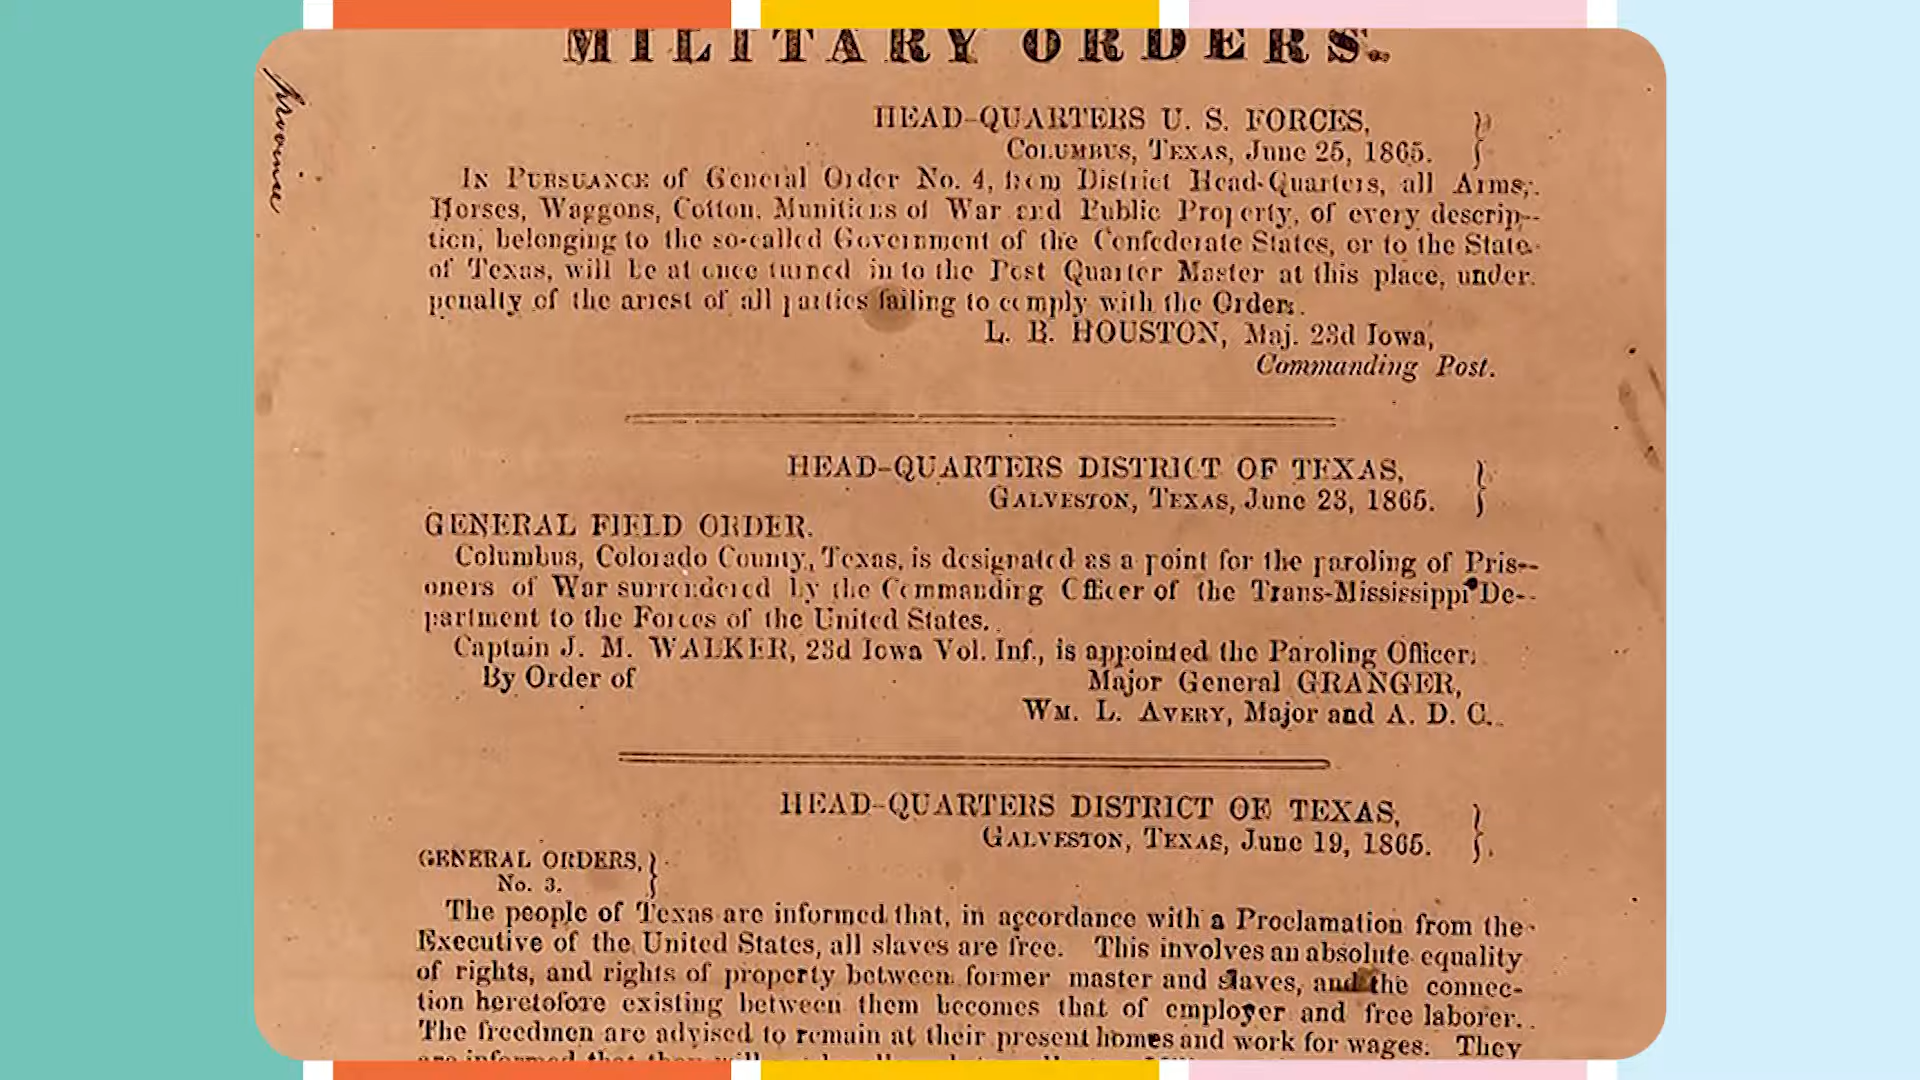 MILITARY ORDERS.
HEAD-QUARTERS U. S. FORCES,
COLUMBUS, TEXAS, June 25, 1865.
IN PURSUANCE of General Order No. 4, from District Head-Quarters, all Arms,
Horses, Waggons, Cotton, Munitions of War and Public Property, of every descrip-
tion, belonging to the so-called Government of the Confederate States, or to the State
of Texas, will be at once turned in to the Post Quarter Master at this place, under
penalty of the arrest of all parties failing to comply with the Orders.
L. B. HOUSTON, Maj. 23d Iowa,
Commanding Post.
HEAD-QUARTERS DISTRICT OF TEXAS,
GALVESTON, TEXAS, June 23, 1865.
GENERAL FIELD ORDER.
Columbus, Colorado County, Texas, is designated as a point for the paroling of Pris-
oners of War surrendered by the Commanding Officer of the Trans-Mississippi De-
partment to the Forces of the United States.
Captain J. M. WALKER, 23d Iowa Vol. Inf., is appointed the Paroling Officer.
By Order of Major General GRANGER,
WM. L. AVERY, Major and A. D. C.
HEAD-QUARTERS DISTRICT OF TEXAS,
GALVESTON, TEXAS, June 19, 1865.
GENERAL ORDERS,
No. 3.
The people of Texas are informed that, in accordance with a Proclamation from the
Executive of the United States, all slaves are free. This involves an absolute equality
of rights, and rights of property between former master and slaves, and the connec-
tion heretofore existing between them becomes that of employer and free laborer.
The freedmen are advised to remain at their present homes and work for wages. They
are informed that they will